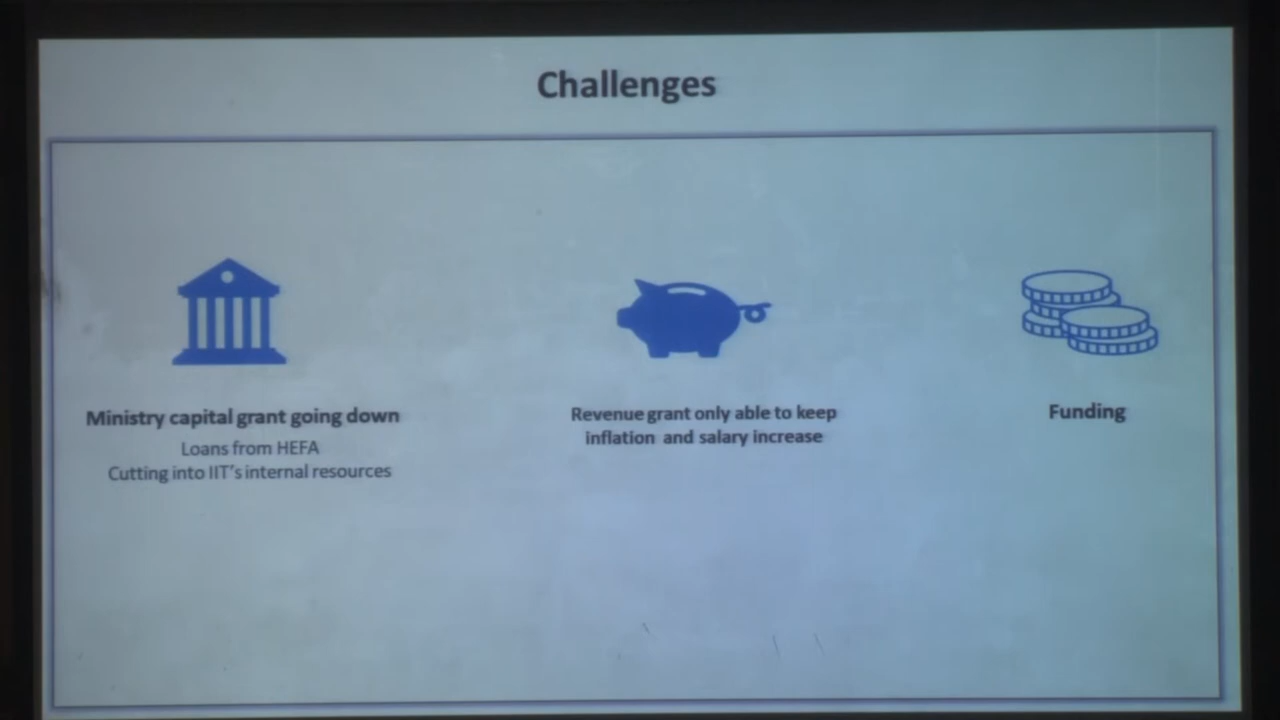 Challenges
Ministry capital grant going down
Loans from HEFA
Cutting into IIT's internal resources
Revenue grant only able to keep
inflation and salary increase
Funding